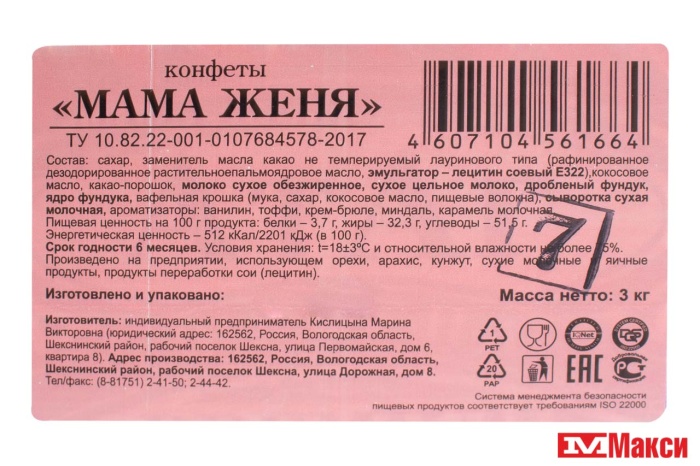 конфеты
«МАМА ЖЕНЯ»
ТУ 10.82.22-001-0107684578-2017
4 607104 561664
Состав: сахар, заменитель масла какао не темперируемый лауринового типа (рафинированное
дезодорированное растительноепальмоядровое масло, эмульгатор – лецитин соевый Е322),кокосовое
масло, какао-порошок, молоко сухое обезжиренное, сухое цельное молоко, дробленый фундук,
ядро фундука, вафельная крошка (мука, сахар, кокосовое масло, пищевые волокна), сыворотка сухая
молочная, ароматизаторы: ванилин, тоффи, крем-брюле, миндаль, карамель молочная.
Пищевая ценность на 100 г продукта: белки – 3,7 г, жиры – 32,3 г, углеводы – 51,5 г.
Энергетическая ценность – 512 кКал/2201 кДж (в 100 г).
Срок годности 6 месяцев. Условия хранения: t=18±3°С и относительной влажности не более 75%.
Произведено на предприятии, использующем орехи, арахис, кунжут, сухие молочные и яичные
продукты, продукты переработки сои (лецитин).
7
Изготовлено и упаковано:
Масса нетто: 3 кг
Изготовитель: индивидуальный предприниматель Кислицына Марина
Викторовна (юридический адрес: 162562, Россия, Вологодская область,
Шекснинский район, рабочий поселок Шексна, улица Первомайская, дом 6,
квартира 8). Адрес производства: 162562, Россия, Вологодская область,
Шекснинский район, рабочий поселок Шексна, улица Дорожная, дом 8.
Тел/факс: (8-81751) 2-41-50; 2-44-42.
1
PET
20
PAP
EAC
Система менеджмента безопасности
пищевых продуктов соответствует требованиям ISO 22000
Макси